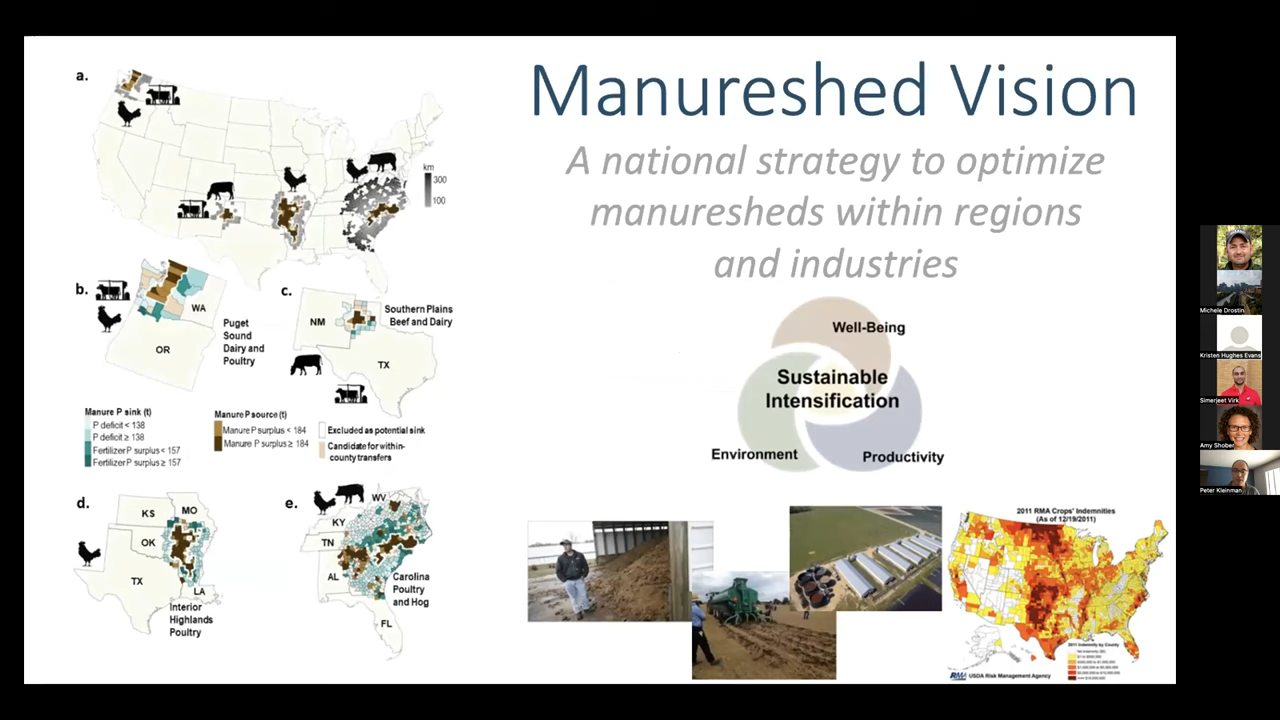 Manureshed Vision
A national strategy to optimize
manuresheds within regions
and industries
a.
km
300
100
b.
WA
OR
Puget
Sound
Dairy and
Poultry
c.
NM
TX
Southern Plains
Beef and Dairy
Manure P sink (t)
P deficit < 138
P deficit ≥ 138
Fertilizer P surplus < 157
Fertilizer P surplus ≥ 157
Manure P source (t)
Manure P surplus < 184
Manure P surplus ≥ 184
Excluded as potential sink
Candidate for within-
county transfers
d.
KS
MO
OK
TX
LA
Interior
Highlands
Poultry
e.
WV
KY
TN
AL
FL
Carolina
Poultry
and Hog
Well-Being
Sustainable
Intensification
Environment
Productivity
2011 RMA Crops' Indemnities
(As of 12/19/2011)
2011 Indemnity by County
RMA USDA Risk Management Agency
Michele Drostin
Kristen Hughes Evans
Simerjeet Virk
Amy Shober
Peter Kleinman